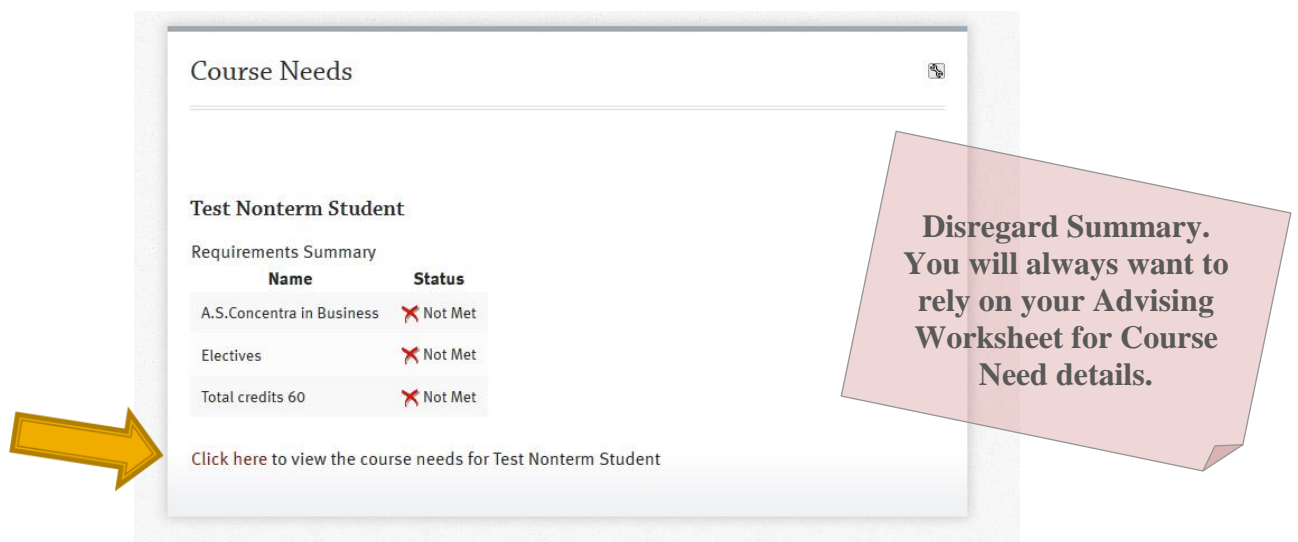 Course Needs
Test Nonterm Student
Requirements Summary
Name Status
A.S.Concentra in Business Not Met
Electives Not Met
Total credits 60 Not Met
Click here to view the course needs for Test Nonterm Student
Disregard Summary.
You will always want to
rely on your Advising
Worksheet for Course
Need details.